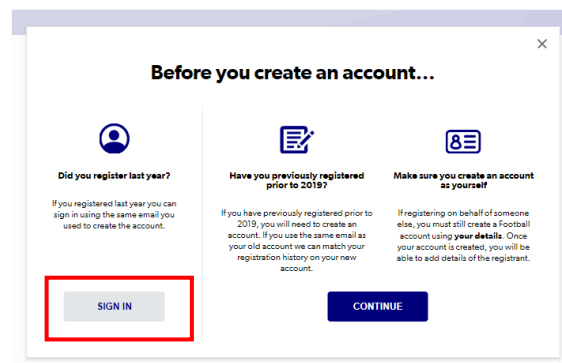 Before you create an account...
Did you register last year?
If you registered last year you can
sign in using the same email you
used to create the account.
SIGN IN
Have you previously registered
prior to 2019?
If you have previously registered prior to
2019, you will need to create an
account. If you use the same email as
your old account we can match your
registration history on your new
account.
Make sure you create an account
as yourself
If registering on behalf of someone
else, you must still create a Football
account using your details. Once
your account is created, you will be
able to add details of the registrant.
CONTINUE